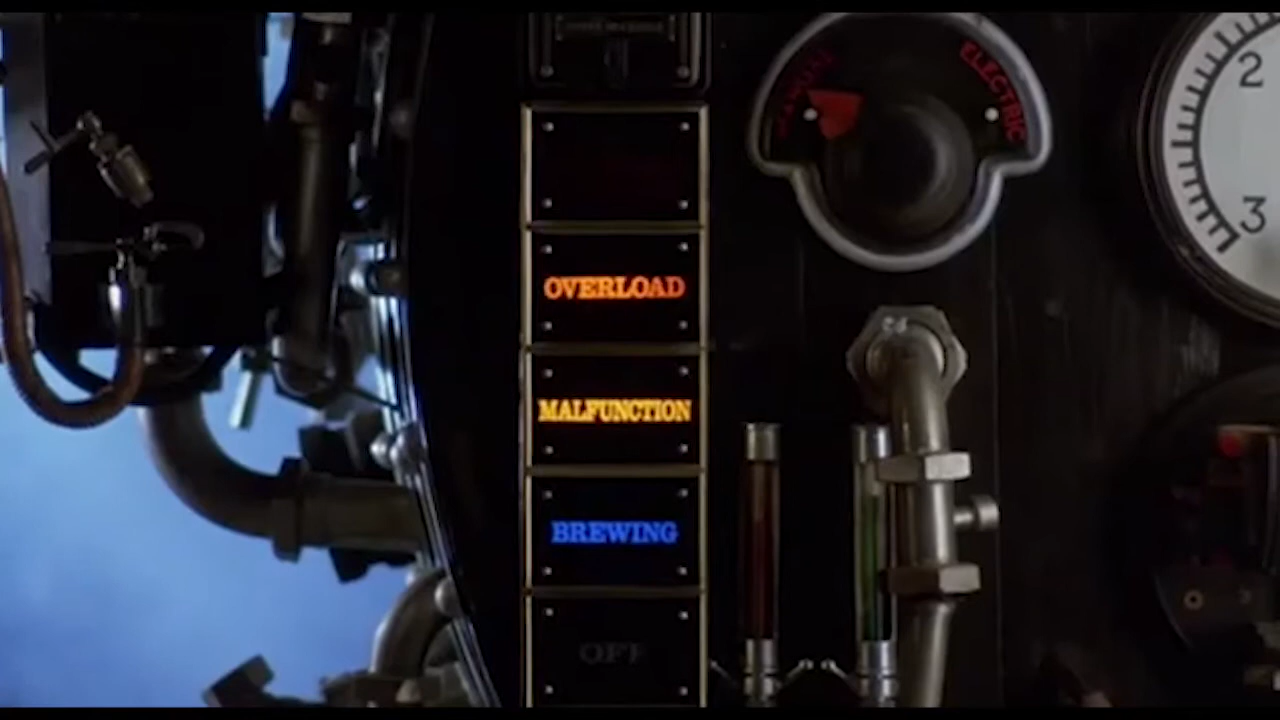 ELECTRIC
2
OVERLOAD
3
MALFUNCTION
BREWING
OFF